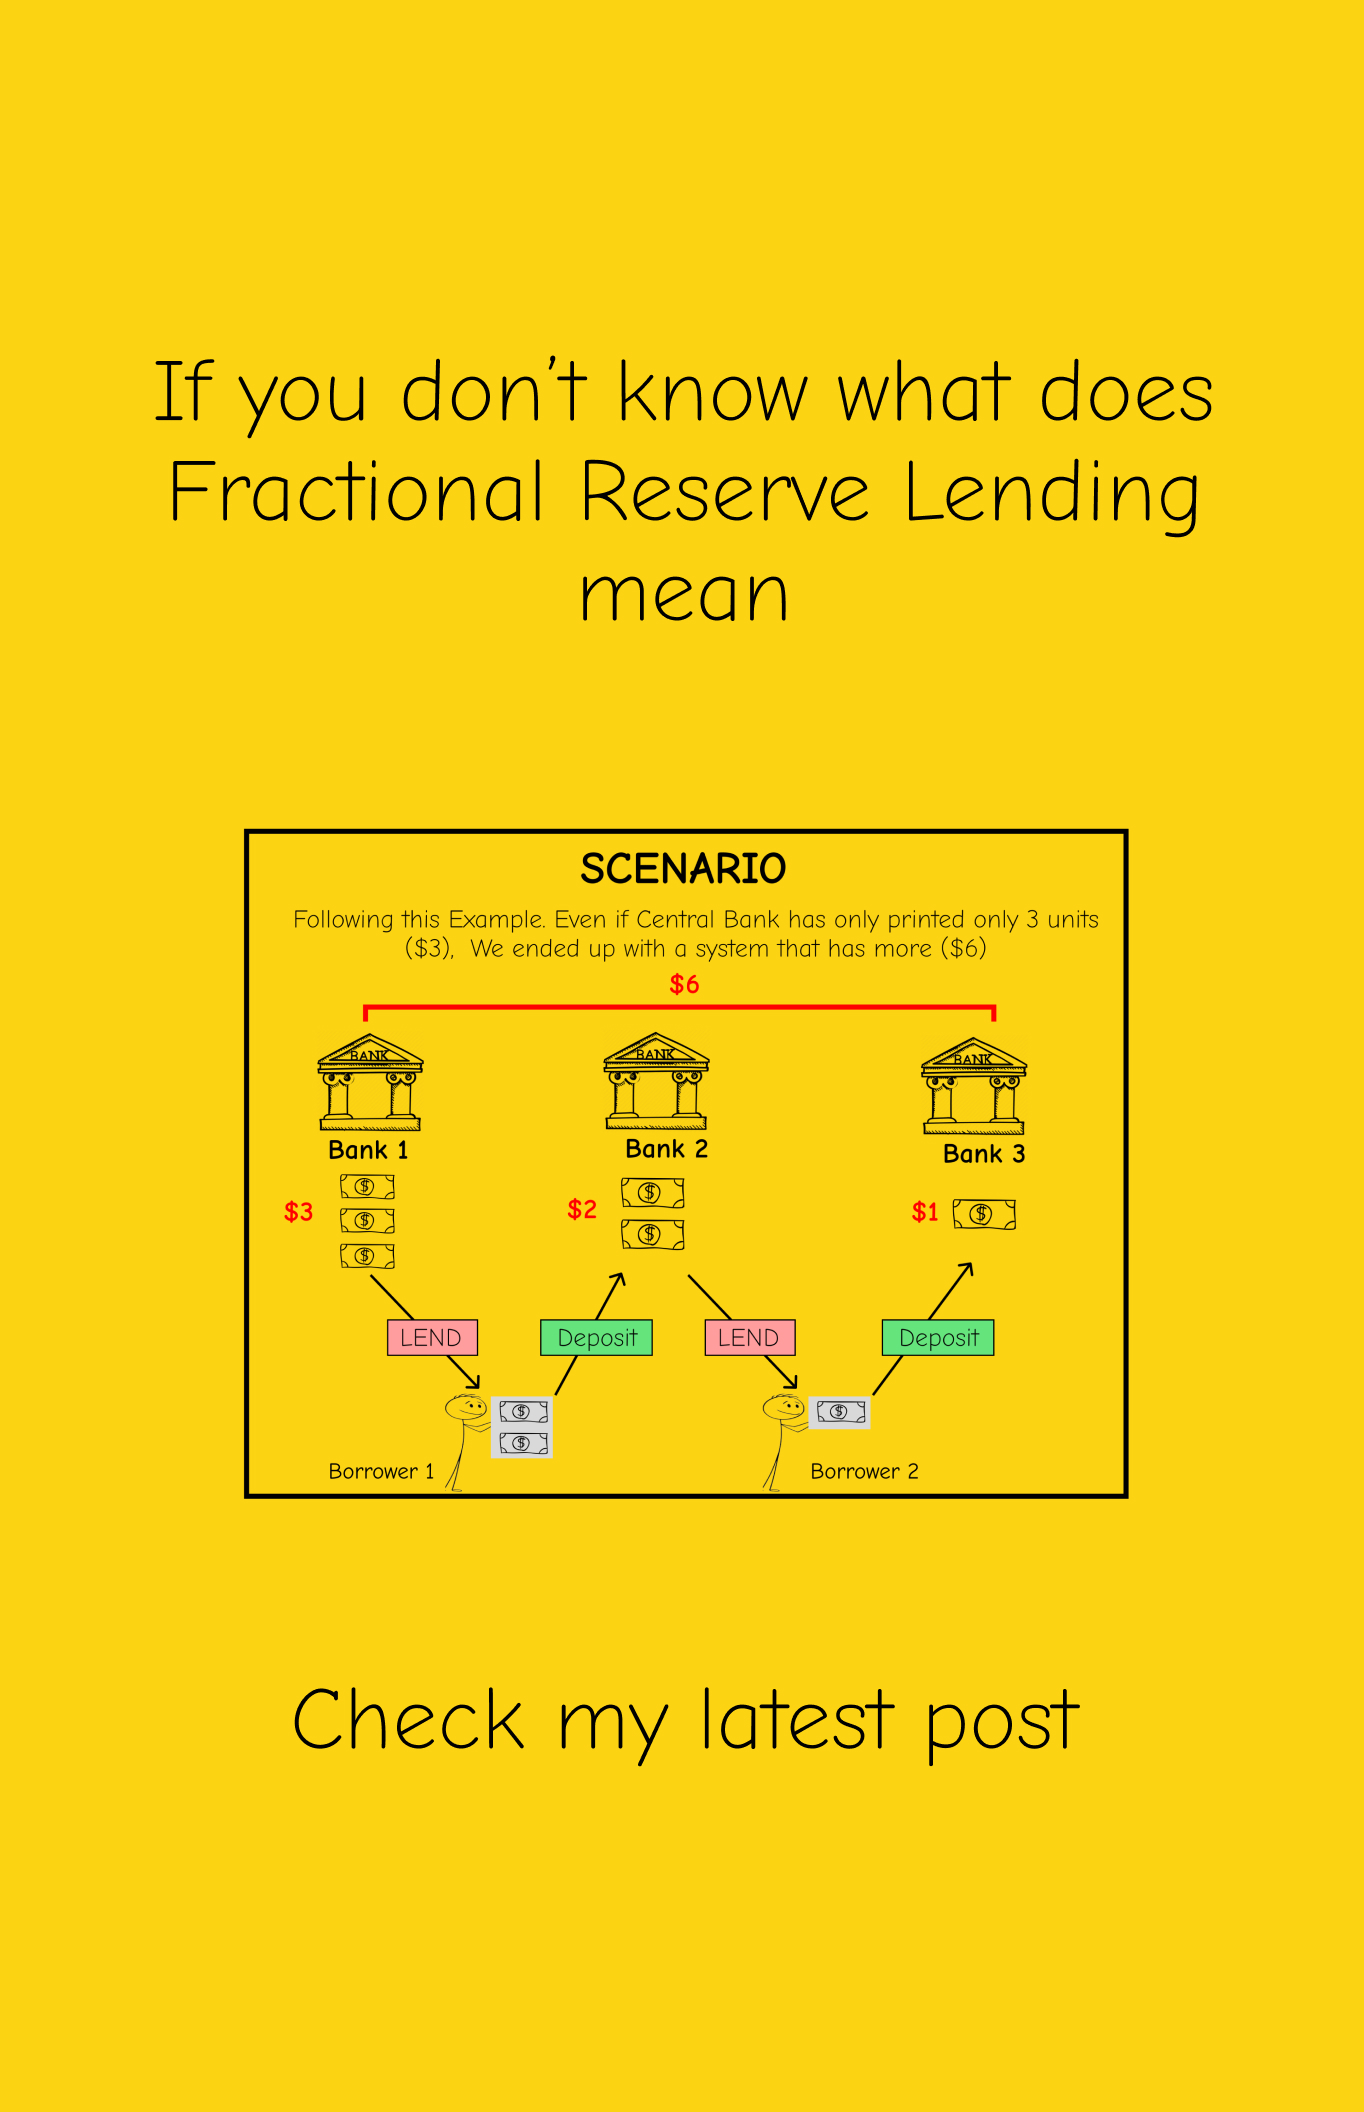 If you don't know what does
Fractional Reserve Lending
mean
SCENARIO
Following this Example. Even if Central Bank has only printed only 3 units
($3), We ended up with a system that has more ($6)
$6
BANK
BANK
BANK
Bank 1
Bank 2
Bank 3
$3
$
$
$
$2
$
$
$1
$
LEND
Deposit
LEND
Deposit
$
$
$
Borrower 1
Borrower 2
Check my latest post